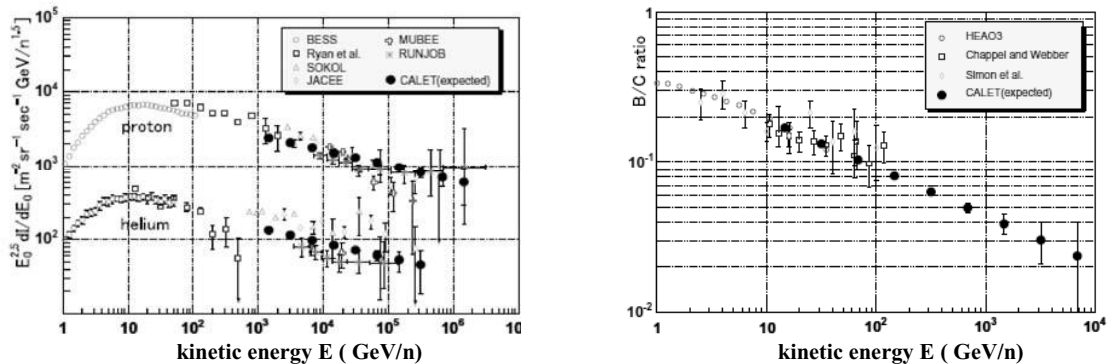 10^5
10^4
10^3
10^2
E_0^2.5 dI/dE_0 [m^-2 sr^-1 sec^-1 GeV/n^1.5]
BESS
Ryan et al.
SOKOL
JACEE
MUBEE
RUNJOB
CALET(expected)
proton
helium
1 10 10^2 10^3 10^4 10^5 10^6 10
kinetic energy E ( GeV/n)
B/C ratio
1
10^-1
10^-2
HEAO3
Chappel and Webber
Simon et al.
CALET(expected)
1 10 10^2 10^3 10^4
kinetic energy E ( GeV/n)